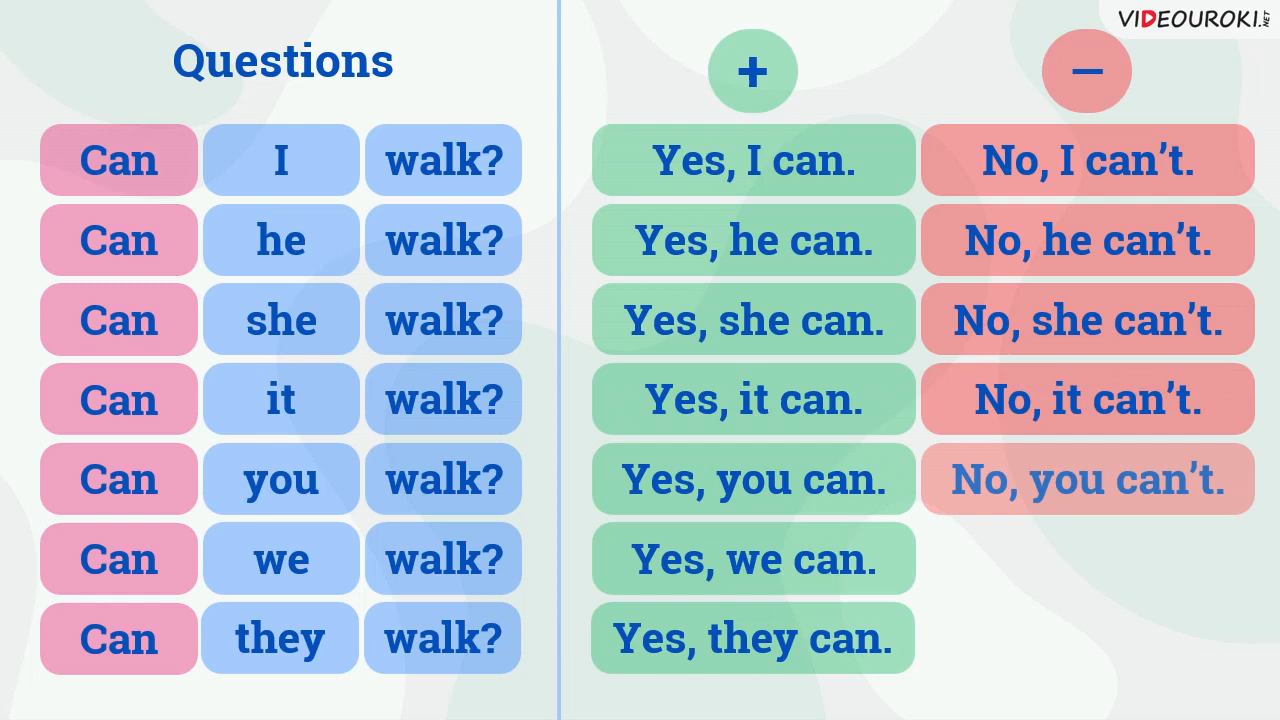 VIDEOUROKI.NET
Questions + −
Can I walk? Yes, I can. No, I can’t.
Can he walk? Yes, he can. No, he can’t.
Can she walk? Yes, she can. No, she can’t.
Can it walk? Yes, it can. No, it can’t.
Can you walk? Yes, you can. No, you can’t.
Can we walk? Yes, we can.
Can they walk? Yes, they can.